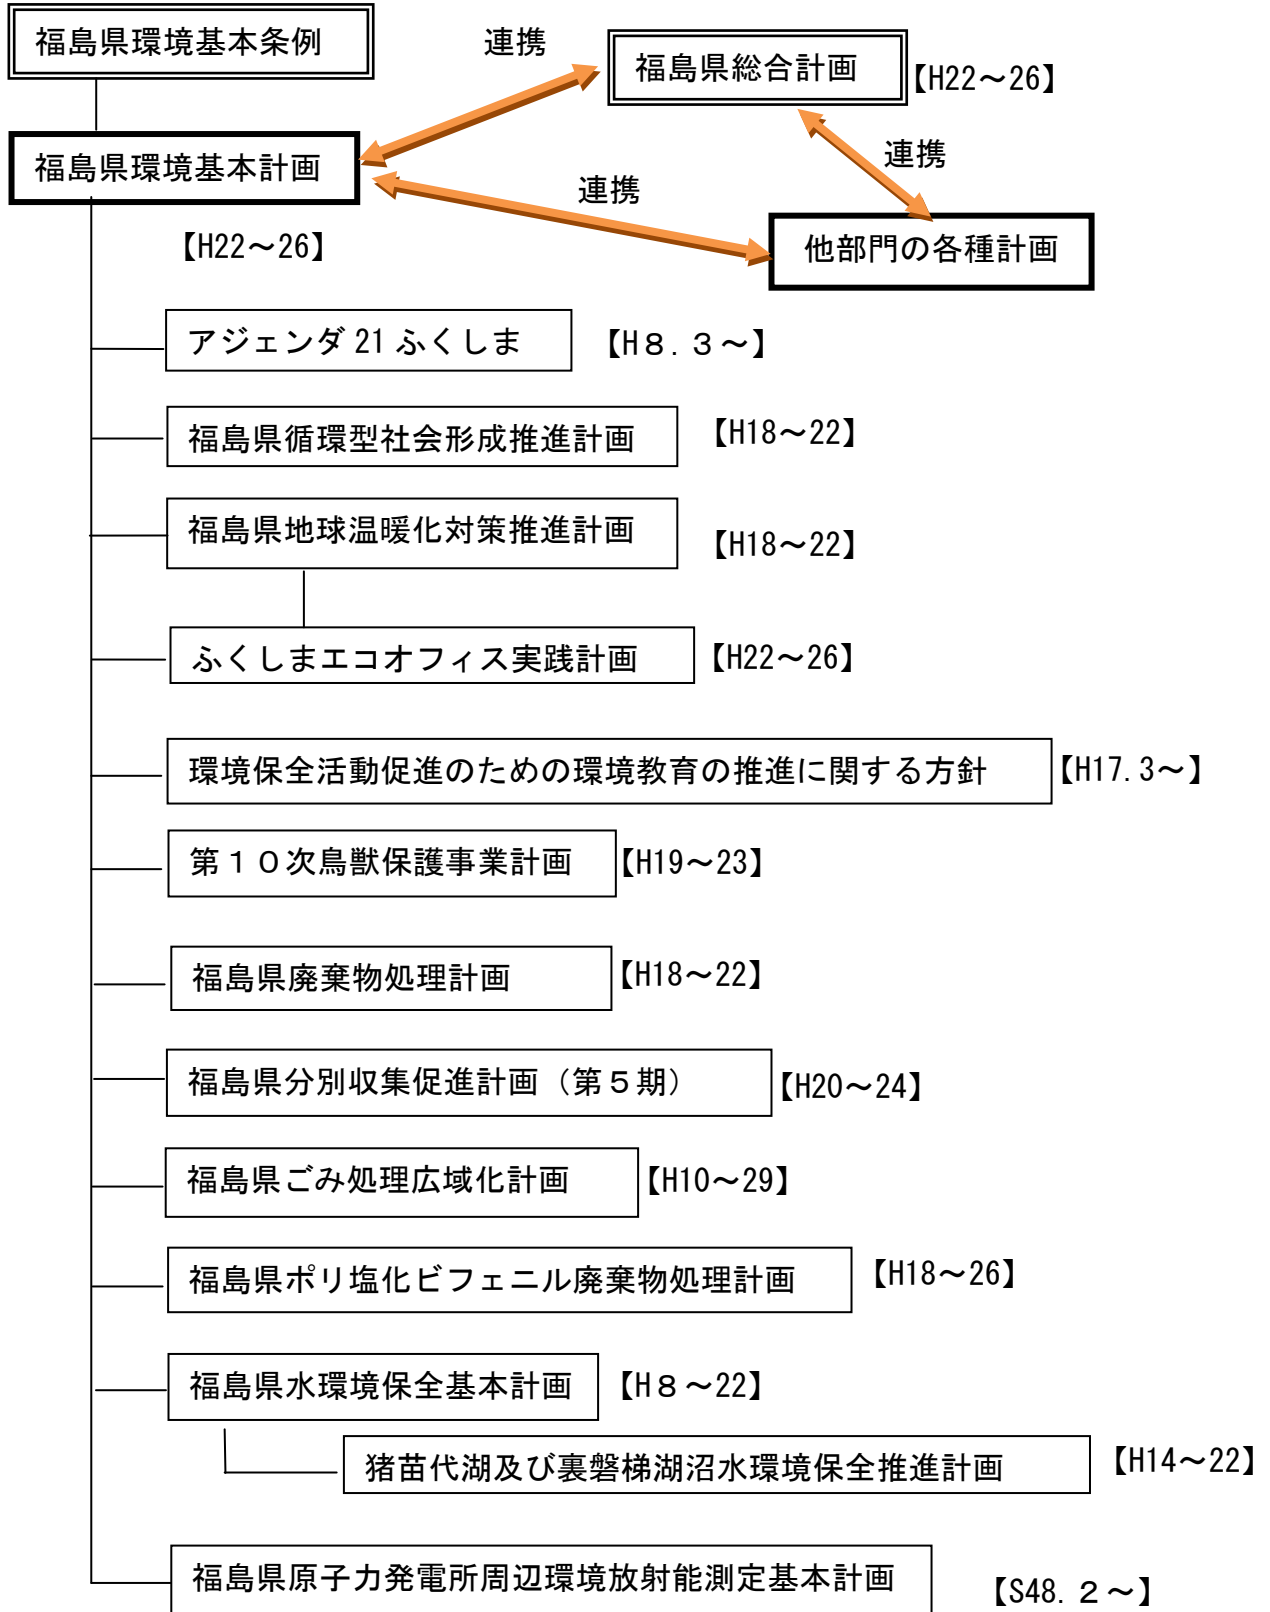 福島県環境基本条例
連携
福島県総合計画
【H22～26】
福島県環境基本計画
連携
連携
【H22～26】
他部門の各種計画
アジェンダ21ふくしま
【H８．３～】
福島県循環型社会形成推進計画
【H18～22】
福島県地球温暖化対策推進計画
【H18～22】
ふくしまエコオフィス実践計画
【H22～26】
環境保全活動促進のための環境教育の推進に関する方針
【H17.3～】
第１０次鳥獣保護事業計画
【H19～23】
福島県廃棄物処理計画
【H18～22】
福島県分別収集促進計画（第５期）
【H20～24】
福島県ごみ処理広域化計画
【H10～29】
福島県ポリ塩化ビフェニル廃棄物処理計画
【H18～26】
福島県水環境保全基本計画
【H８～22】
猪苗代湖及び裏磐梯湖沼水環境保全推進計画
【H14～22】
福島県原子力発電所周辺環境放射能測定基本計画
【S48.２～】